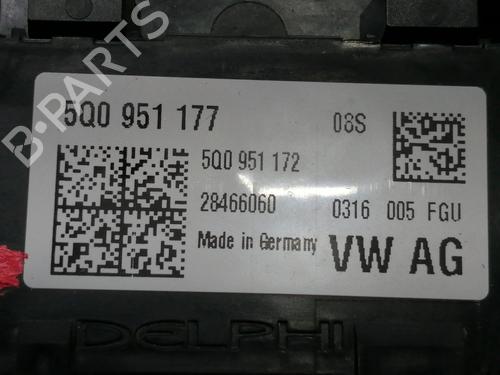 5Q0 951 177
08S
5Q0 951 172
28466060
0316 005 FGU
Made in Germany
VW AG
DELPHI
B-PARTS